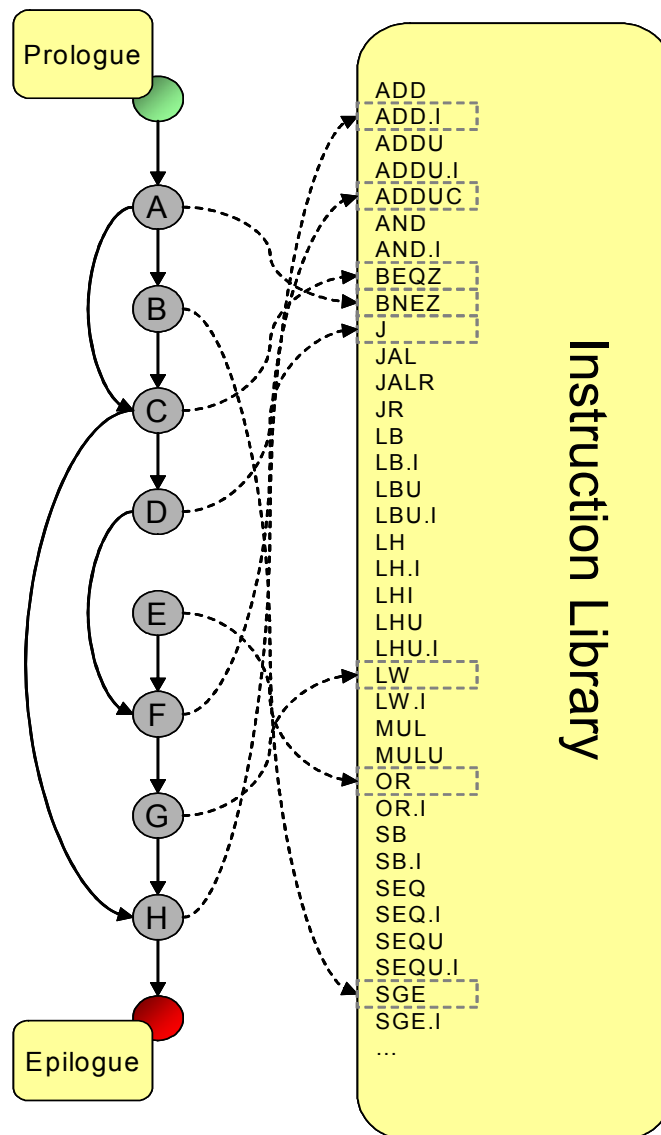 Prologue
A
B
C
D
E
F
G
H
Epilogue
ADD
ADD.I
ADDU
ADDU.I
ADDUC
AND
AND.I
BEQZ
BNEZ
J
JAL
JALR
JR
LB
LB.I
LBU
LBU.I
LH
LH.I
LHI
LHU
LHU.I
LW
LW.I
MUL
MULU
OR
OR.I
SB
SB.I
SEQ
SEQ.I
SEQU
SEQU.I
SGE
SGE.I
...
Instruction Library